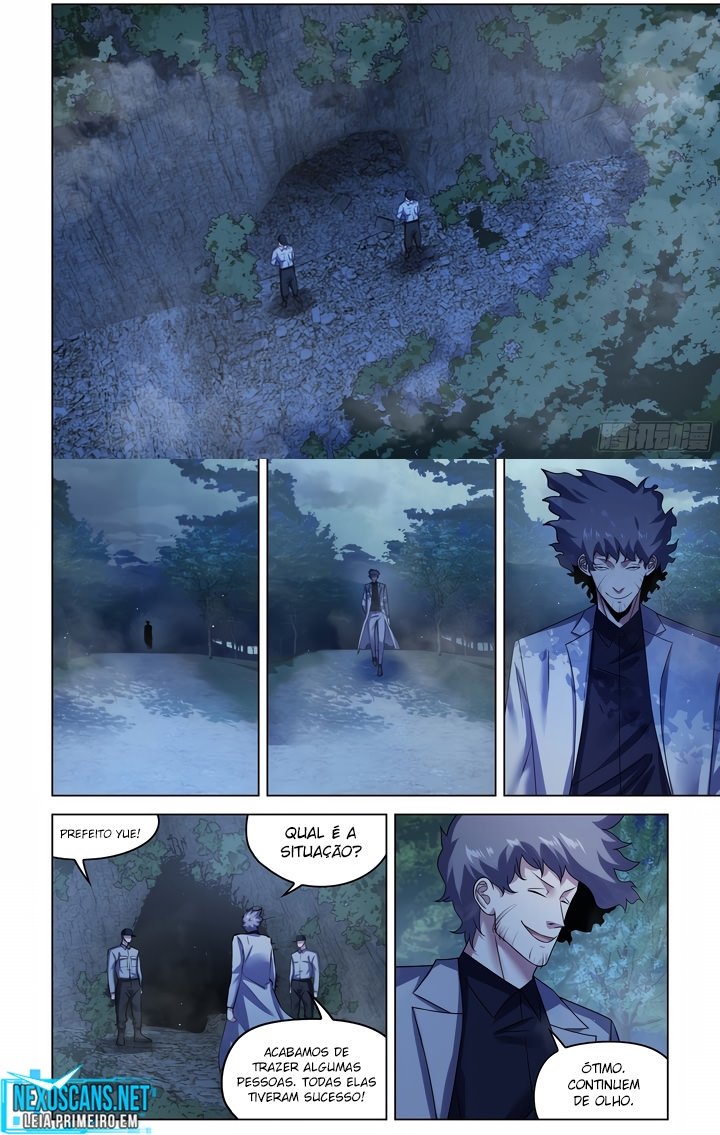 PREFEITO YUE!
QUAL É A
SITUAÇÃO?
ACABAMOS DE
TRAZER ALGUMAS
PESSOAS. TODAS ELAS
TIVERAM SUCESSO!
ÓTIMO.
CONTINUEM
DE OLHO.
NEXOSCANS.NET
LEIA PRIMEIRO EM